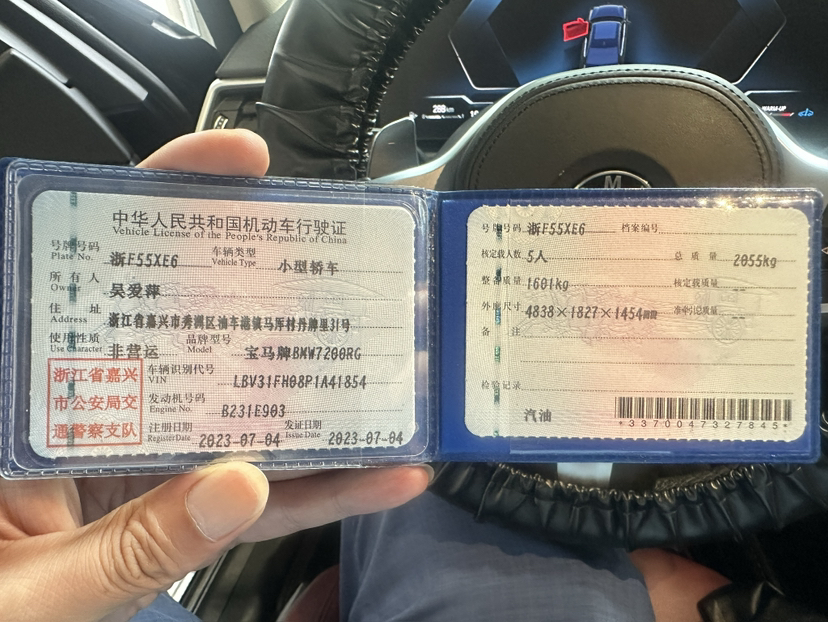 中华人民共和国机动车行驶证
Vehicle License of the People's Republic of China
号牌号码 浙F55XE6 车辆类型 小型轿车
Plate No. Vehicle Type
所有人 吴爱萍
Owner
住址 浙江省嘉兴市秀洲区油车港镇马厍村丹牌里31号
Address
使用性质 非营运 品牌型号 宝马牌BMW7200RG
Use Character Model
浙江省嘉兴
市公安局交
通警察支队
车辆识别代号 LBV31FH08P1A41854
VIN
发动机号码 B231E903
Engine No.
注册日期 2023-07-04 发证日期 2023-07-04
Register Date Issue Date
号牌号码 浙F55XE6 档案编号
核定载人数 5人 总质量 2055kg
整备质量 1601kg 核定载质量 --
外廓尺寸 4838×1827×1454mm 准牵引总质量 --
备注
检验记录
汽油
*3370047327845*
288 km
WARM-UP
M